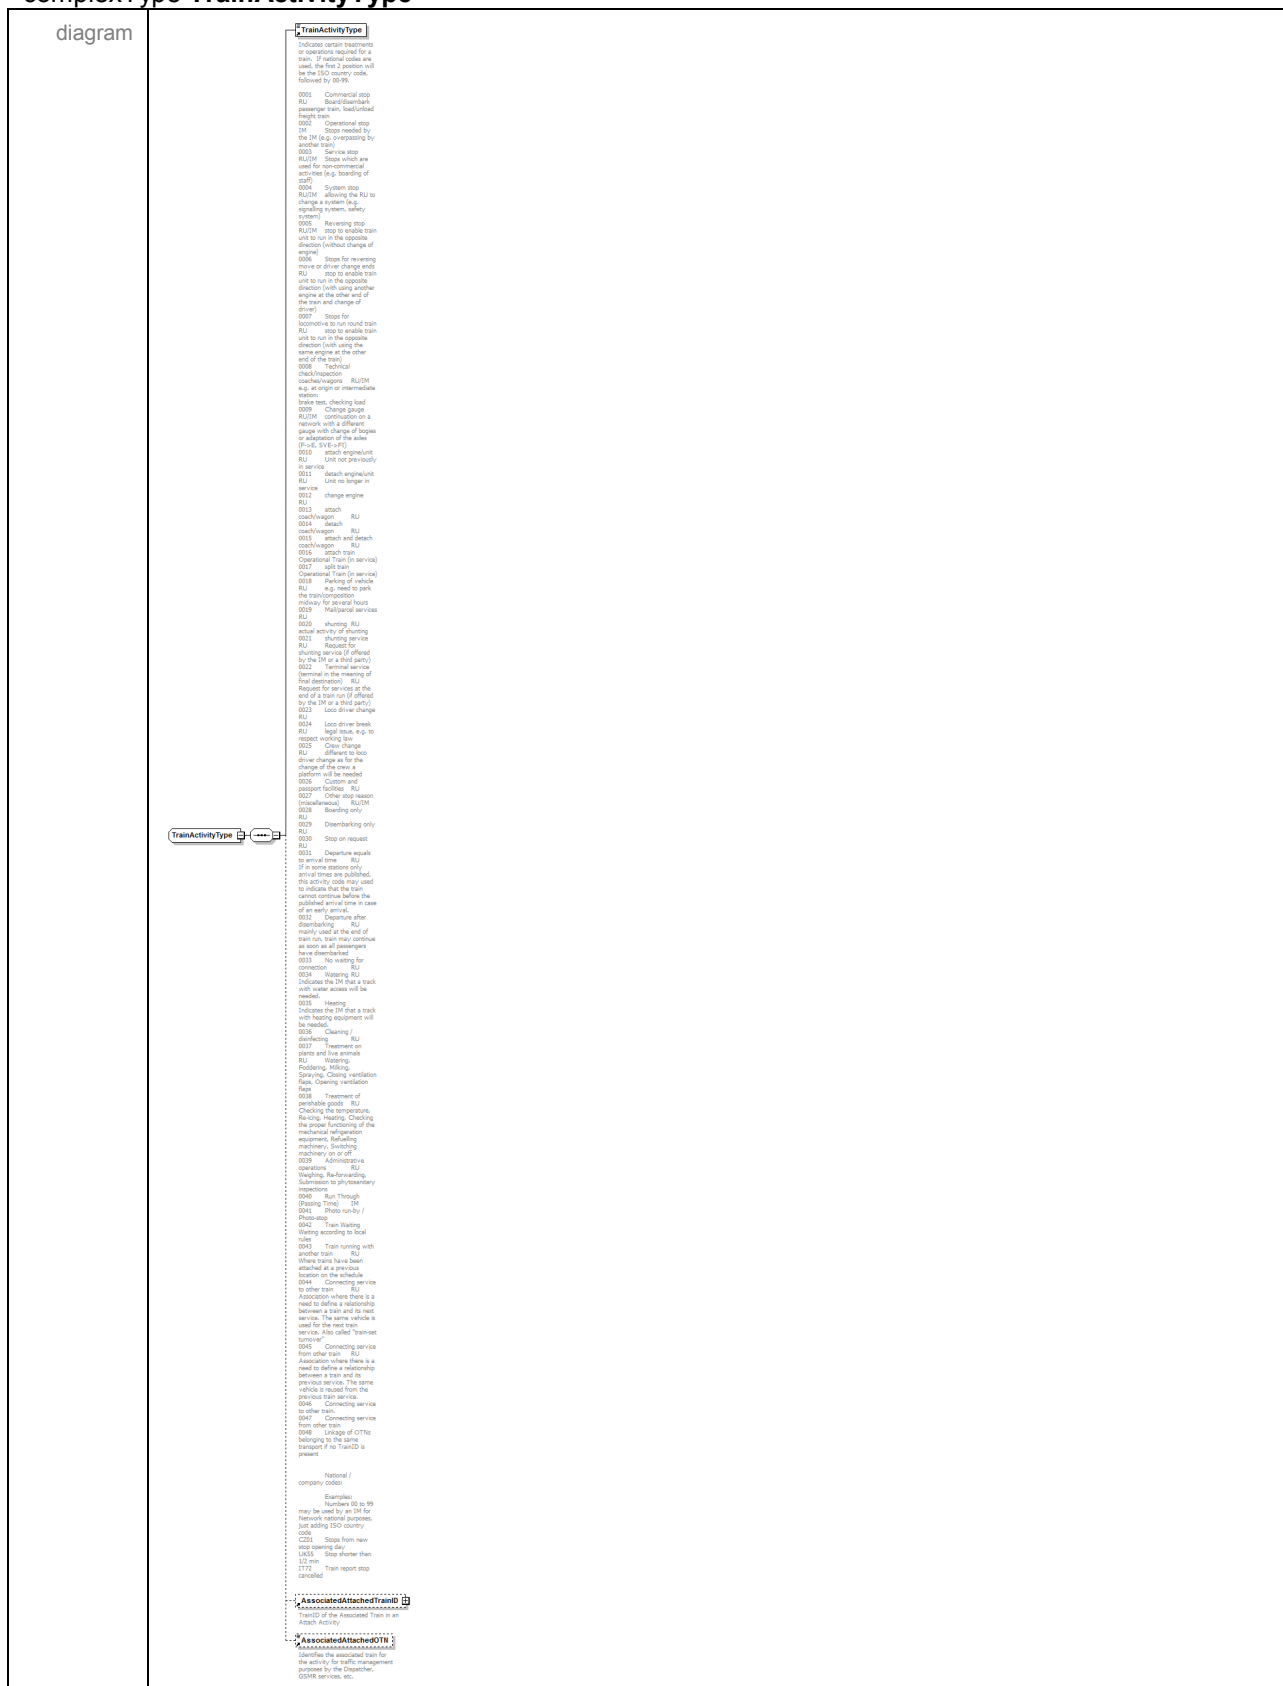 complexType TrainActivityType
diagram
TrainActivityType
Indicates certain treatments
or operations required for a
train. If national codes are
used, the first 2 position will
be the ISO country code,
followed by 00-99.
0001 Commercial stop
RU Board/disembark
passenger train, load/unload
freight train
0002 Operational stop
IM Stops needed by
the IM (e.g. overpassing by
another train)
0003 Service stop
RU/IM Stops which are
used for non-commercial
activities (e.g. boarding of
staff)
0004 System stop
RU/IM allowing the RU to
change a system (e.g.
signalling system, safety
system)
0005 Reversing stop
RU/IM stop to enable train
unit to run in the opposite
direction (without change of
engine)
0006 Stops for reversing
move or driver change ends
RU stop to enable train
unit to run in the opposite
direction (with using another
engine at the other end of
the train and change of
driver)
0007 Stops for
locomotive to run round train
RU stop to enable train
unit to run in the opposite
direction (with using the
same engine at the other
end of the train)
0008 Technical
check/inspection
coaches/wagons RU/IM
e.g. at origin or intermediate
station:
brake test, checking load
0009 Change gauge
RU/IM continuation on a
network with a different
gauge with change of bogies
or adaptation of the axles
(F->E, SVE->FI)
0010 attach engine/unit
RU Unit not previously
in service
0011 detach engine/unit
RU Unit no longer in
service
0012 change engine
RU
0013 attach
coach/wagon RU
0014 detach
coach/wagon RU
0015 attach and detach
coach/wagon RU
0016 attach train
Operational Train (in service)
0017 split train
Operational Train (in service)
0018 Parking of vehicle
RU e.g. need to park
the train/composition
midway for several hours
0019 Mail/parcel services
RU
0020 shunting RU
actual activity of shunting
0021 shunting service
RU Request for
shunting service (if offered
by the IM or a third party)
0022 Terminal service
(terminal in the meaning of
final destination) RU
Request for services at the
end of a train run (if offered
by the IM or a third party)
0023 Loco driver change
RU
0024 Loco driver break
RU legal issue, e.g. to
respect working law
0025 Crew change
RU different to loco
driver change as for the
change of the crew a
platform will be needed
0026 Custom and
passport facilities RU
0027 Other stop reason
(miscellaneous) RU/IM
0028 Boarding only
RU
0029 Disembarking only
RU
0030 Stop on request
RU
0031 Departure equals
to arrival time RU
If in some stations only
arrival times are published,
this activity code may used
to indicate that the train
cannot continue before the
published arrival time in case
of an early arrival.
0032 Departure after
disembarking RU
mainly used at the end of
train run, train may continue
as soon as all passengers
have disembarked
0033 No waiting for
connection RU
0034 Watering RU
Indicates the IM that a track
with water access will be
needed.
0035 Heating
Indicates the IM that a track
with heating equipment will
be needed.
0036 Cleaning /
disinfecting RU
0037 Treatment on
plants and live animals
RU Watering,
Foddering, Milking,
Spraying, Closing ventilation
flaps, Opening ventilation
flaps
0038 Treatment of
perishable goods RU
Checking the temperature,
Re-icing, Heating, Checking
the proper functioning of the
mechanical refrigeration
equipment, Refuelling
machinery, Switching
machinery on or off
0039 Administrative
operations RU
Weighing, Re-forwarding,
Submission to phytosanitary
inspections
0040 Run Through
(Passing Time) IM
0041 Photo run-by /
Photo-stop
0042 Train Waiting
Waiting according to local
rules
0043 Train running with
another train RU
Where trains have been
attached at a previous
location on the schedule
0044 Connecting service
to other train RU
Association where there is a
need to define a relationship
between a train and its next
service. The same vehicle is
used for the next train
service. Also called "train-set
turnover"
0045 Connecting service
from other train RU
Association where there is a
need to define a relationship
between a train and its
previous service. The same
vehicle is reused from the
previous train service.
0046 Connecting service
to other train.
0047 Connecting service
from other train
0048 Linkage of OTNs
belonging to the same
transport if no TrainID is
present
National /
company codes:
Examples:
Numbers 00 to 99
may be used by an IM for
Network national purposes,
just adding ISO country
code
CZ01 Stops from new
stop opening day
UK55 Stop shorter than
1/2 min
IT72 Train report stop
cancelled
TrainActivityType
AssociatedAttachedTrainID
TrainID of the Associated Train in an
Attach Activity
AssociatedAttachedOTN
Identifies the associated train for
the activity for traffic management
purposes by the Dispatcher,
GSMR services, etc.